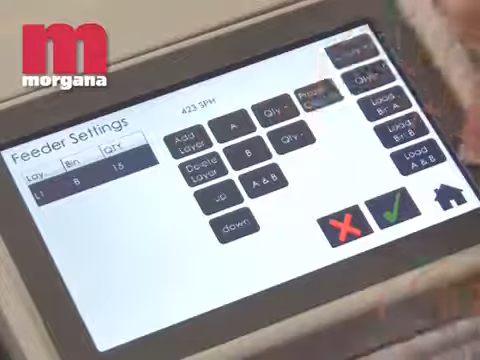 morgana
423 SPH
Feeder Settings
Lay.. Bin QTY
L1 B 15
Add Layer
A
Qty -
Delete Layer
B
Qty -
up
A & B
down
Load Bin A
Load Bin B
Load A & B